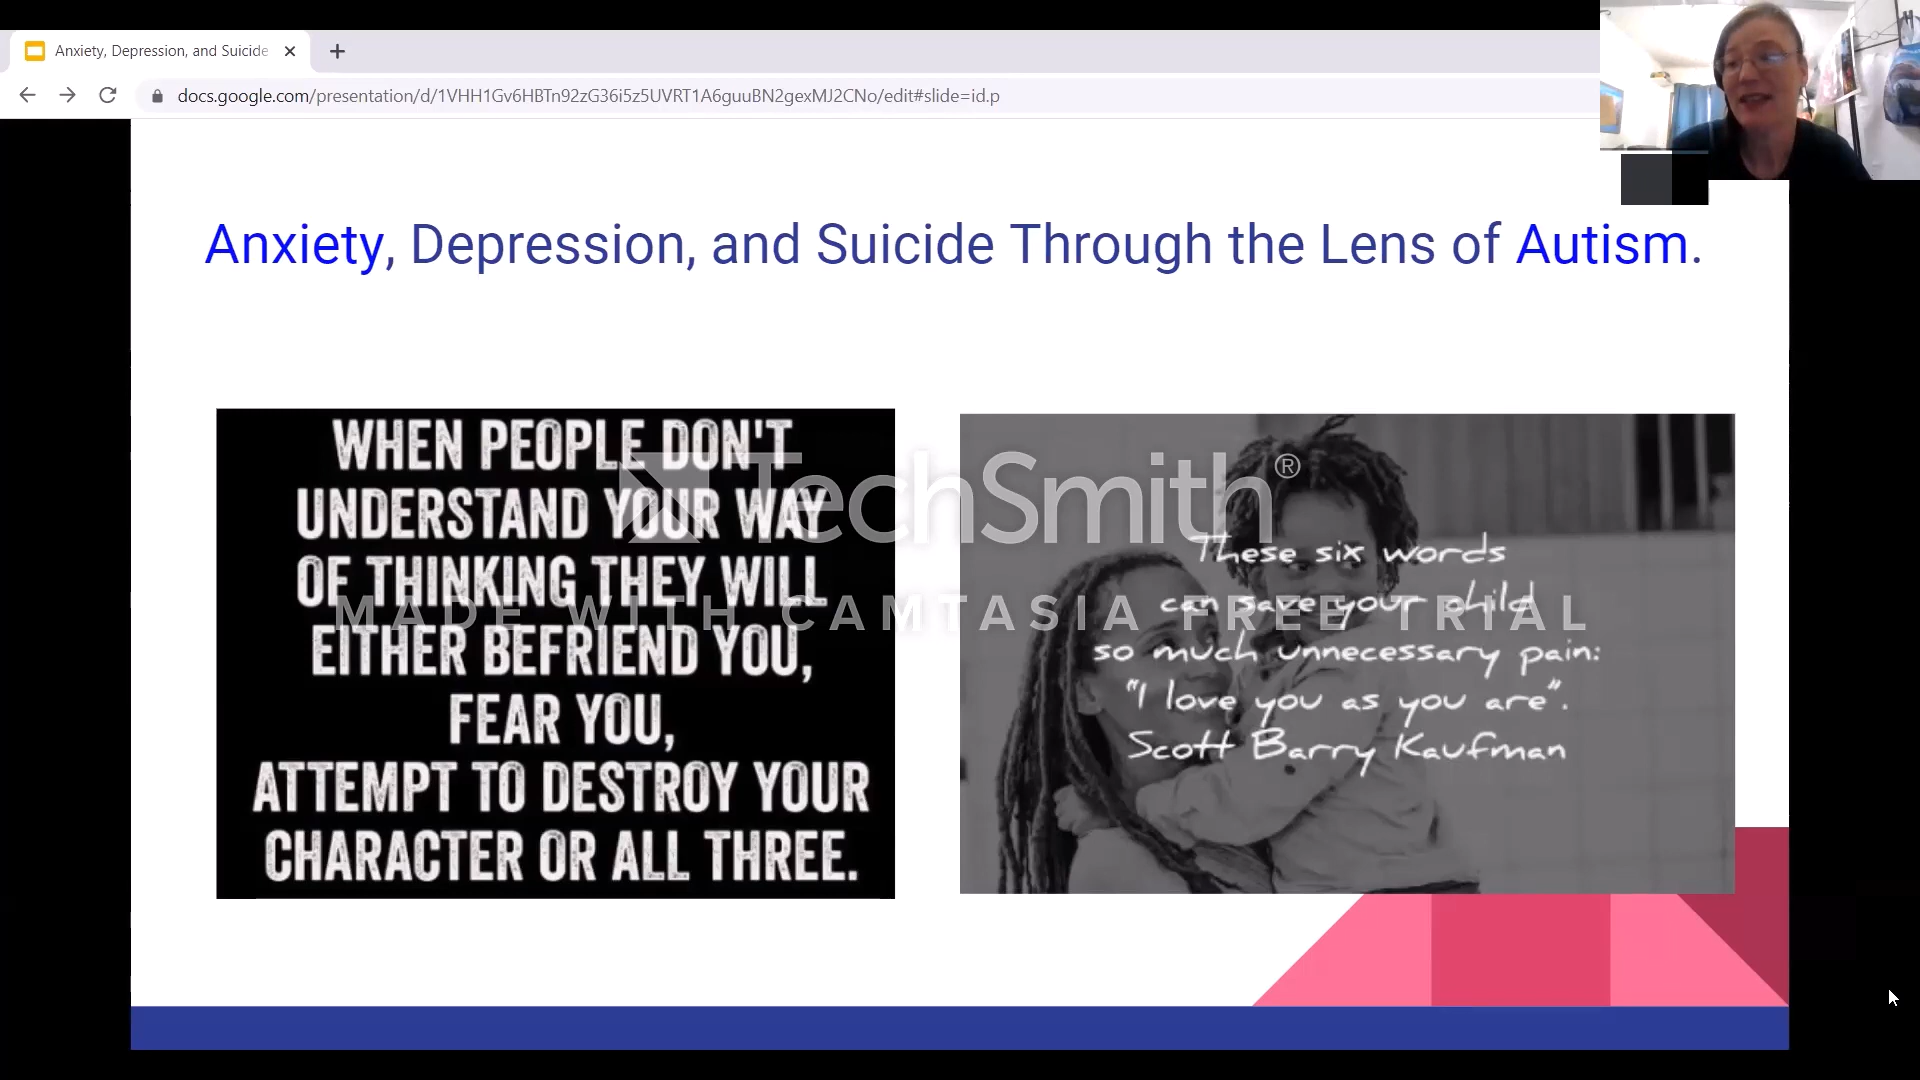 Anxiety, Depression, and Suicide
docs.google.com/presentation/d/1VHH1Gv6HBTn92zG36i5z5UVRT1A6guuBN2gexMJ2CNo/edit#slide=id.p
Anxiety, Depression, and Suicide Through the Lens of Autism.
WHEN PEOPLE DON'T
UNDERSTAND YOUR WAY
OF THINKING THEY WILL
EITHER BEFRIEND YOU,
FEAR YOU,
ATTEMPT TO DESTROY YOUR
CHARACTER OR ALL THREE.
TechSmith®
MADE WITH CAMTASIA FREE TRIAL
These six words
can save your child
so much unnecessary pain:
"I love you as you are".
Scott Barry Kaufman